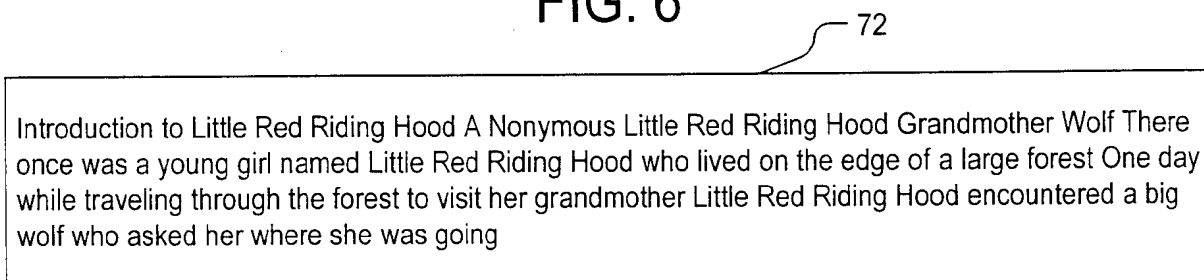 FIG. 6
72
Introduction to Little Red Riding Hood A Nonymous Little Red Riding Hood Grandmother Wolf There
once was a young girl named Little Red Riding Hood who lived on the edge of a large forest One day
while traveling through the forest to visit her grandmother Little Red Riding Hood encountered a big
wolf who asked her where she was going